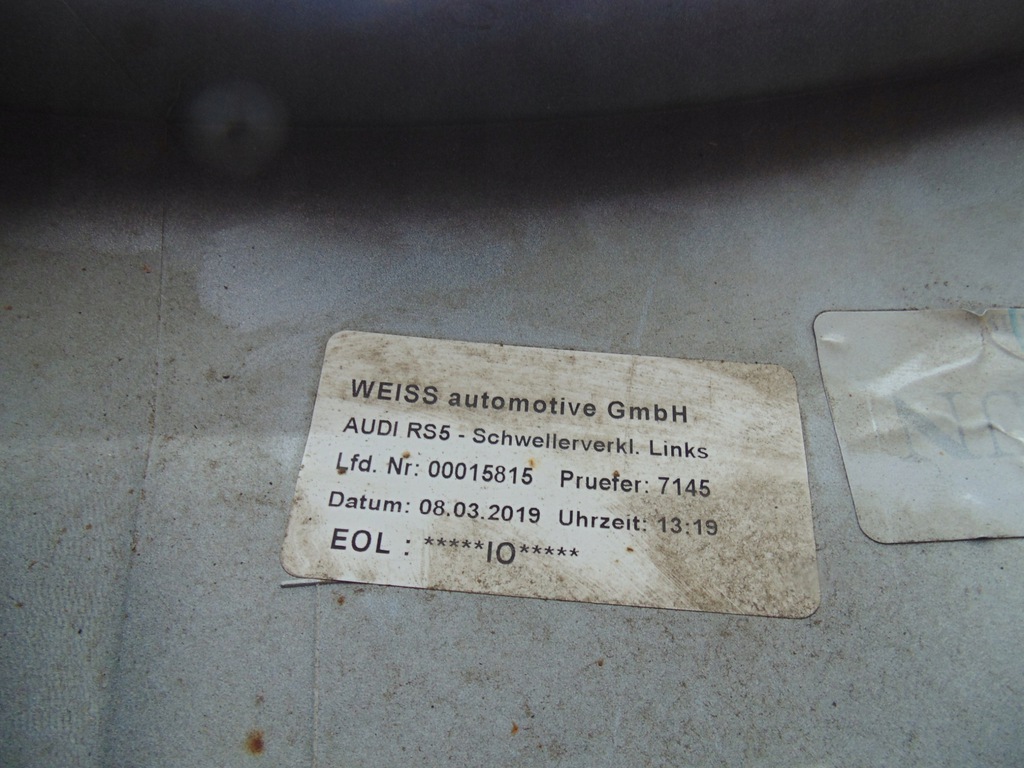 WEISS automotive GmbH
AUDI RS5 - Schwellerverkl. Links
Lfd. Nr: 00015815 Pruefer: 7145
Datum: 08.03.2019 Uhrzeit: 13:19
EOL : *****IO*****